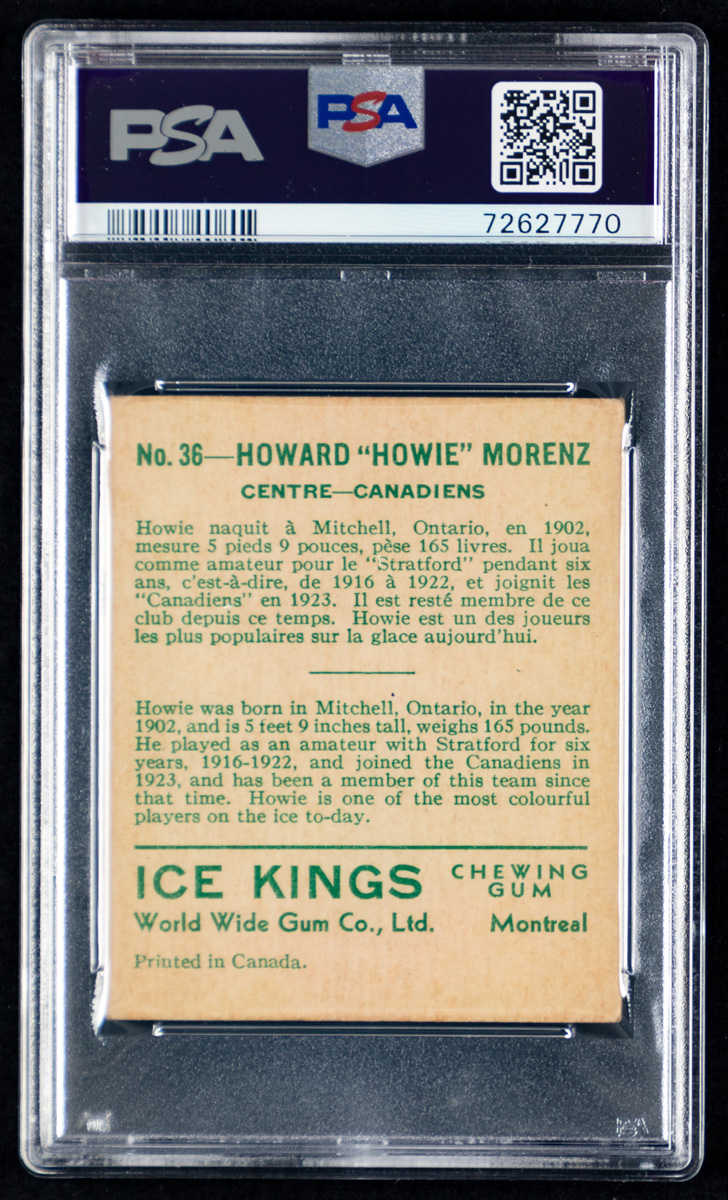 PSA
PSA
72627770
No. 36—HOWARD "HOWIE" MORENZ
CENTRE—CANADIENS
Howie naquit à Mitchell, Ontario, en 1902,
mesure 5 pieds 9 pouces, pèse 165 livres. Il joua
comme amateur pour le "Stratford" pendant six
ans, c'est-à-dire, de 1916 à 1922, et joignit les
"Canadiens" en 1923. Il est resté membre de ce
club depuis ce temps. Howie est un des joueurs
les plus populaires sur la glace aujourd'hui.
Howie was born in Mitchell, Ontario, in the year
1902, and is 5 feet 9 inches tall, weighs 165 pounds.
He played as an amateur with Stratford for six
years, 1916-1922, and joined the Canadiens in
1923, and has been a member of this team since
that time. Howie is one of the most colourful
players on the ice to-day.
ICE KINGS CHEWING GUM
World Wide Gum Co., Ltd. Montreal
Printed in Canada.
PSA